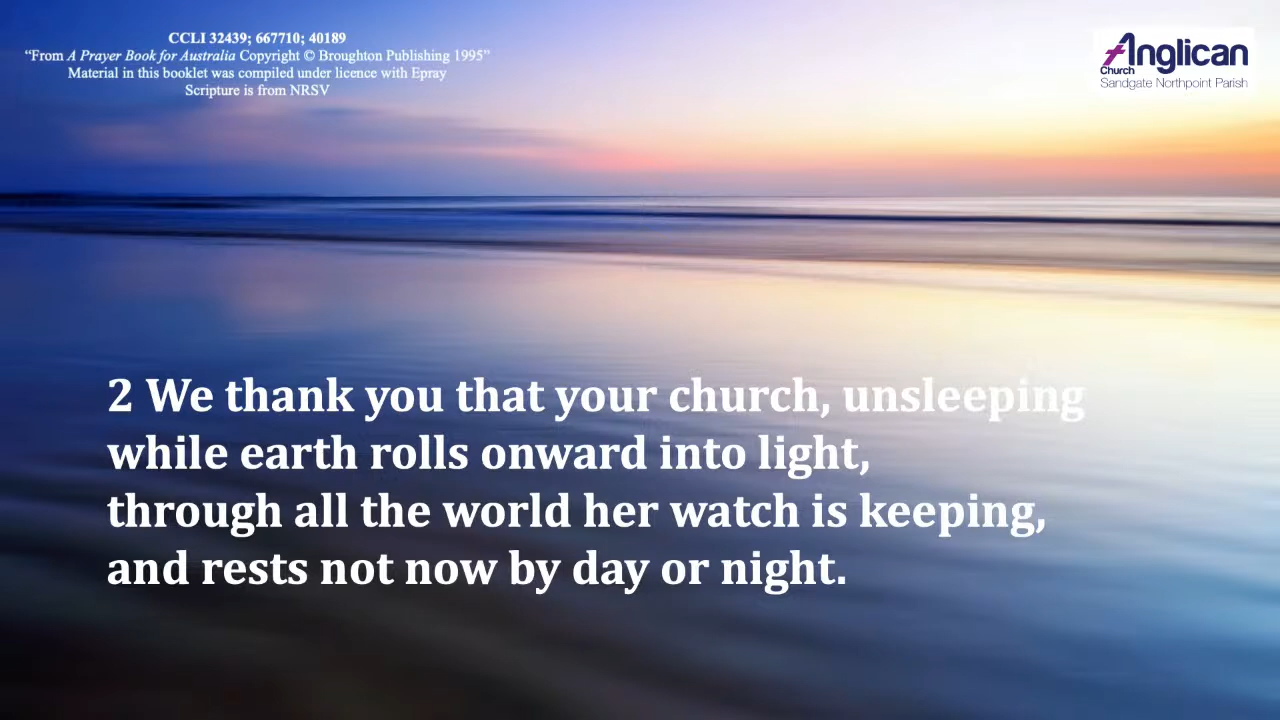 CCLI 32439; 667710; 40189
“From A Prayer Book for Australia Copyright © Broughton Publishing 1995”
Material in this booklet was compiled under licence with Epray
Scripture is from NRSV
Anglican
Church
Sandgate Northpoint Parish
2 We thank you that your church, unsleeping
while earth rolls onward into light,
through all the world her watch is keeping,
and rests not now by day or night.